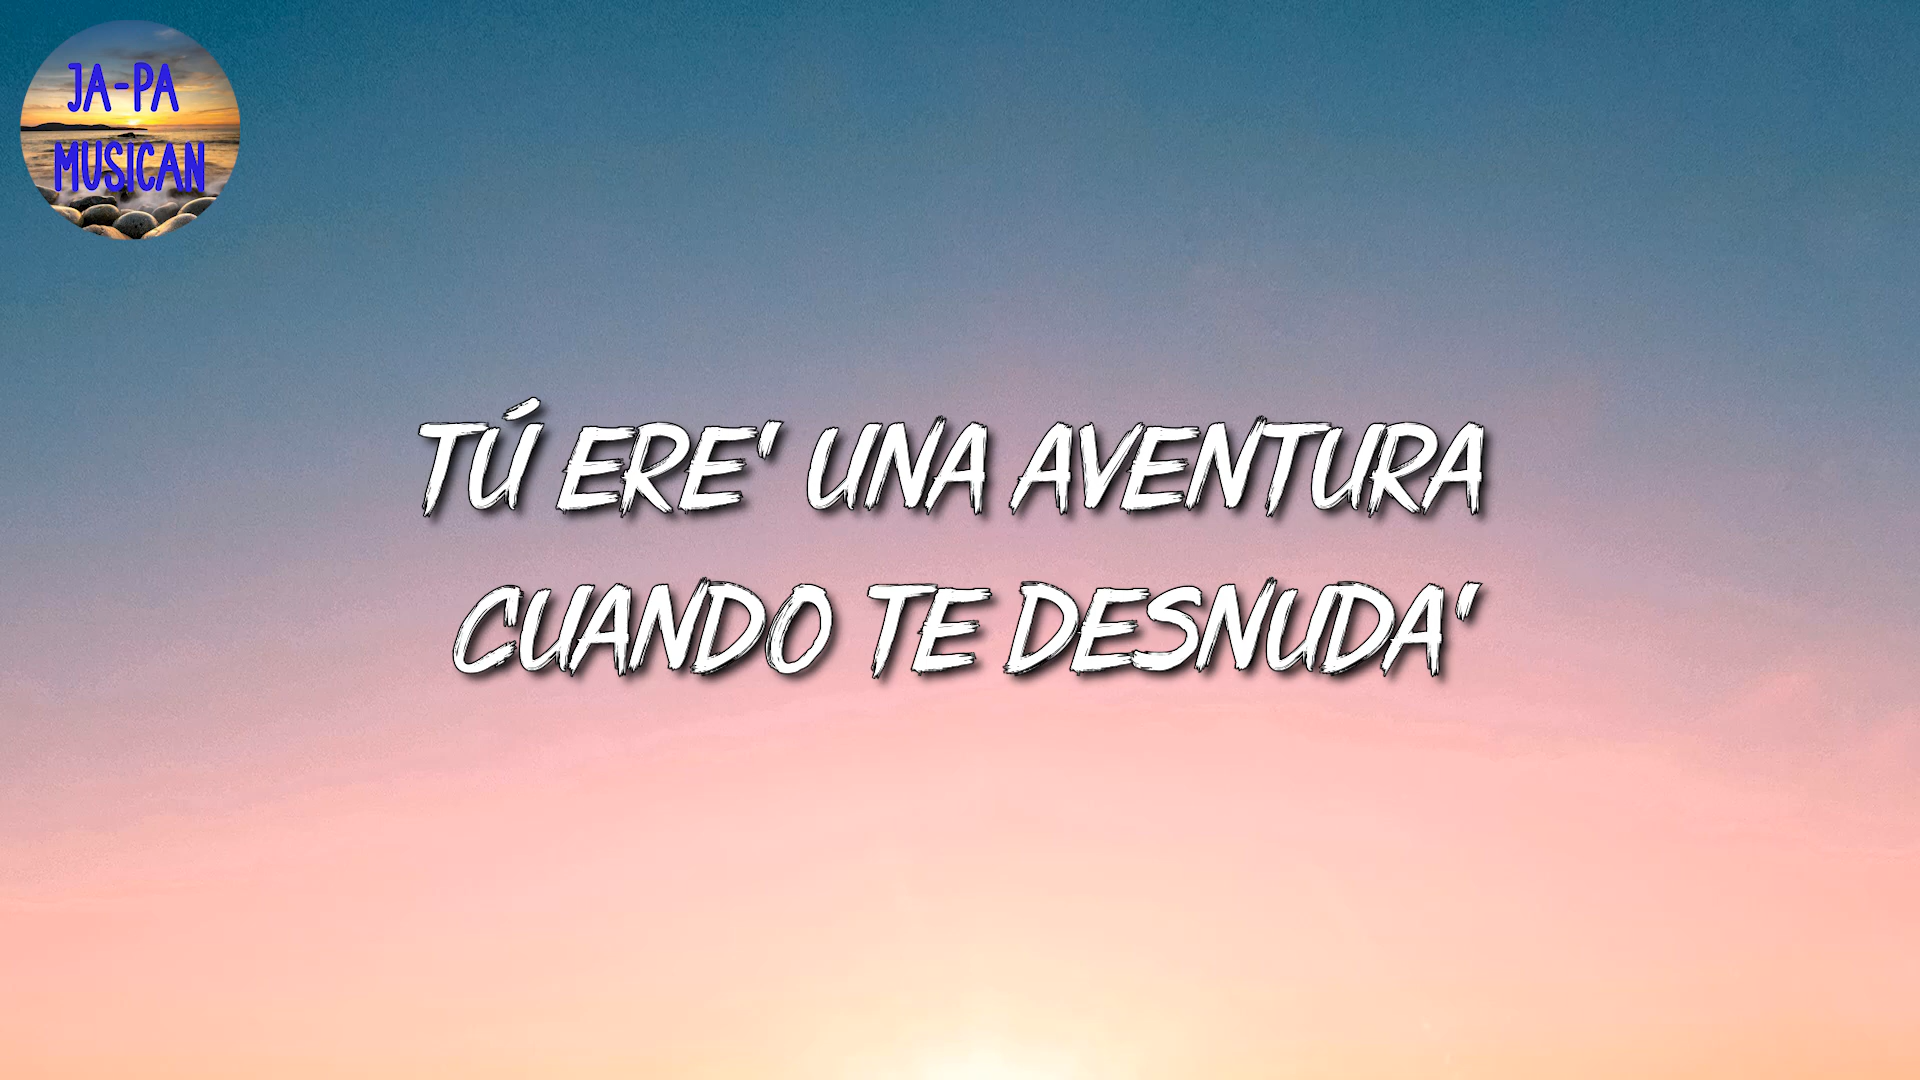 JA-PA
MUSICAN
TÚ ERE' UNA AVENTURA
CUANDO TE DESNUDA'